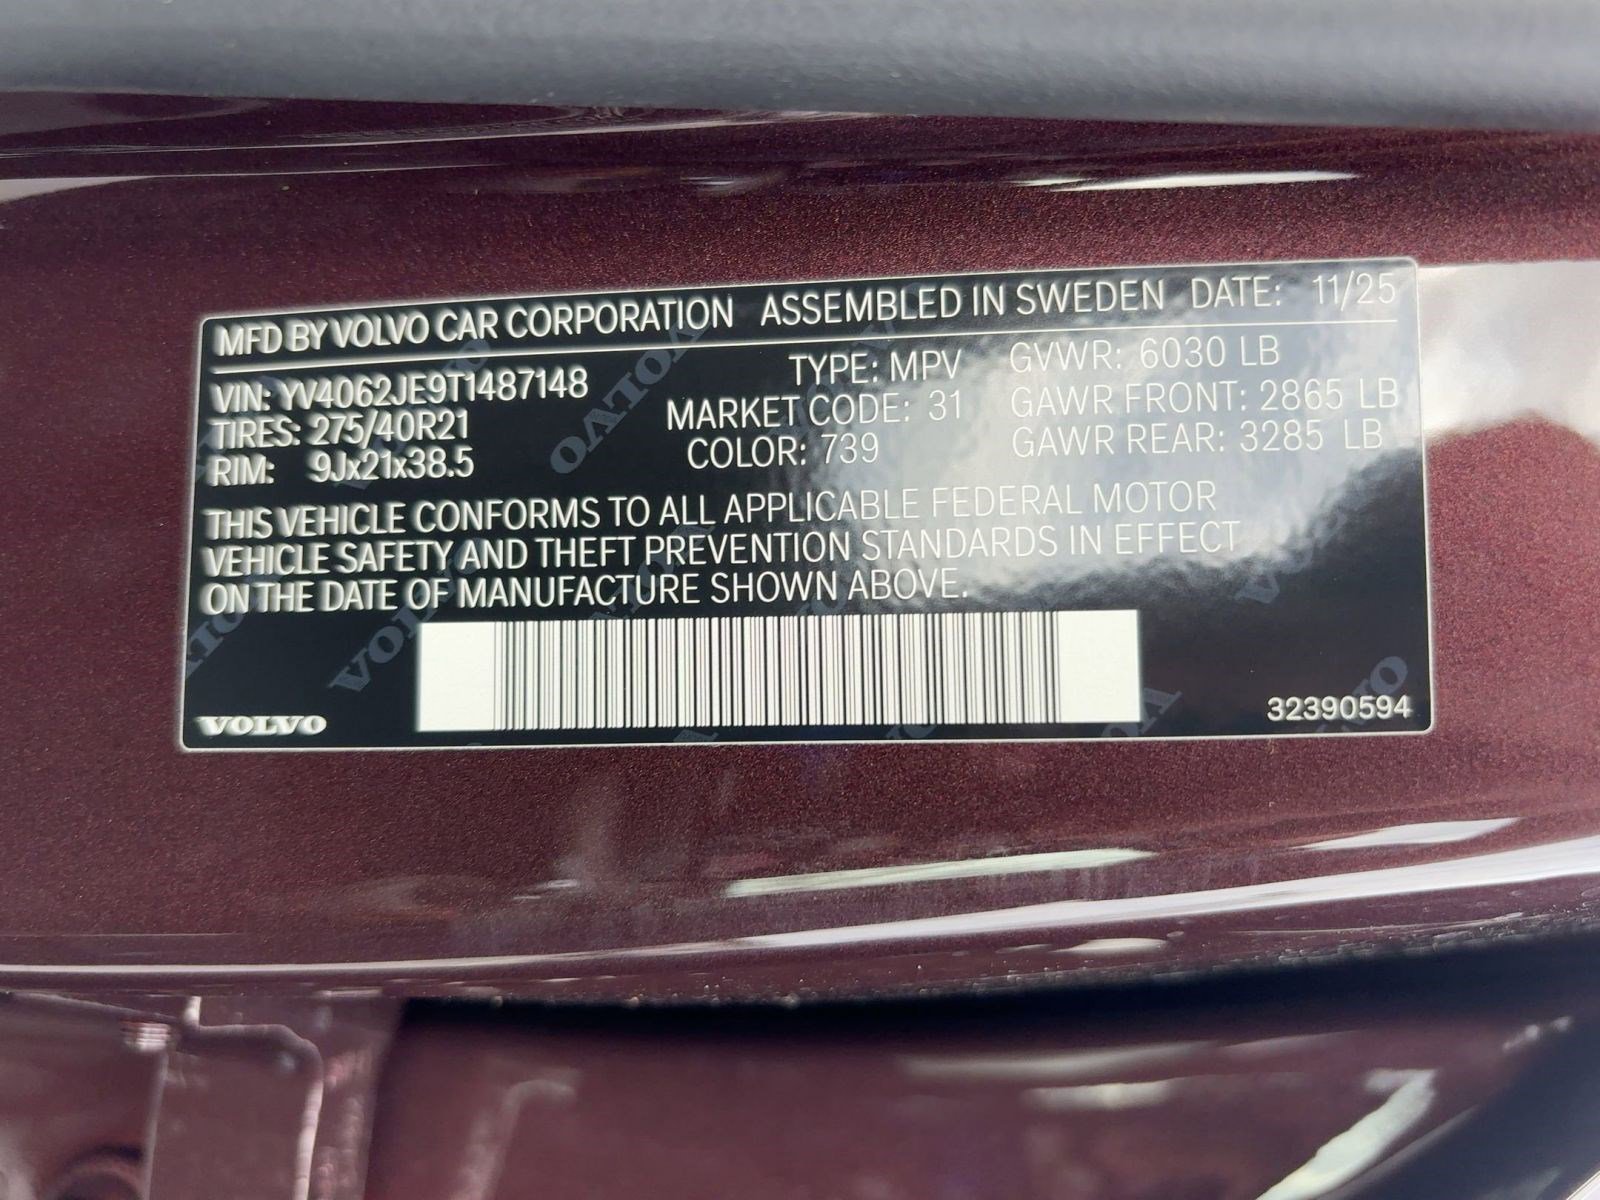 MFD BY VOLVO CAR CORPORATION ASSEMBLED IN SWEDEN DATE: 11/25
VIN: YV4062JE9T1487148 TYPE: MPV GVWR: 6030 LB
TIRES: 275/40R21 MARKET CODE: 31 GAWR FRONT: 2865 LB
RIM: 9Jx21x38.5 COLOR: 739 GAWR REAR: 3285 LB
THIS VEHICLE CONFORMS TO ALL APPLICABLE FEDERAL MOTOR
VEHICLE SAFETY AND THEFT PREVENTION STANDARDS IN EFFECT
ON THE DATE OF MANUFACTURE SHOWN ABOVE.
VOLVO 32390594